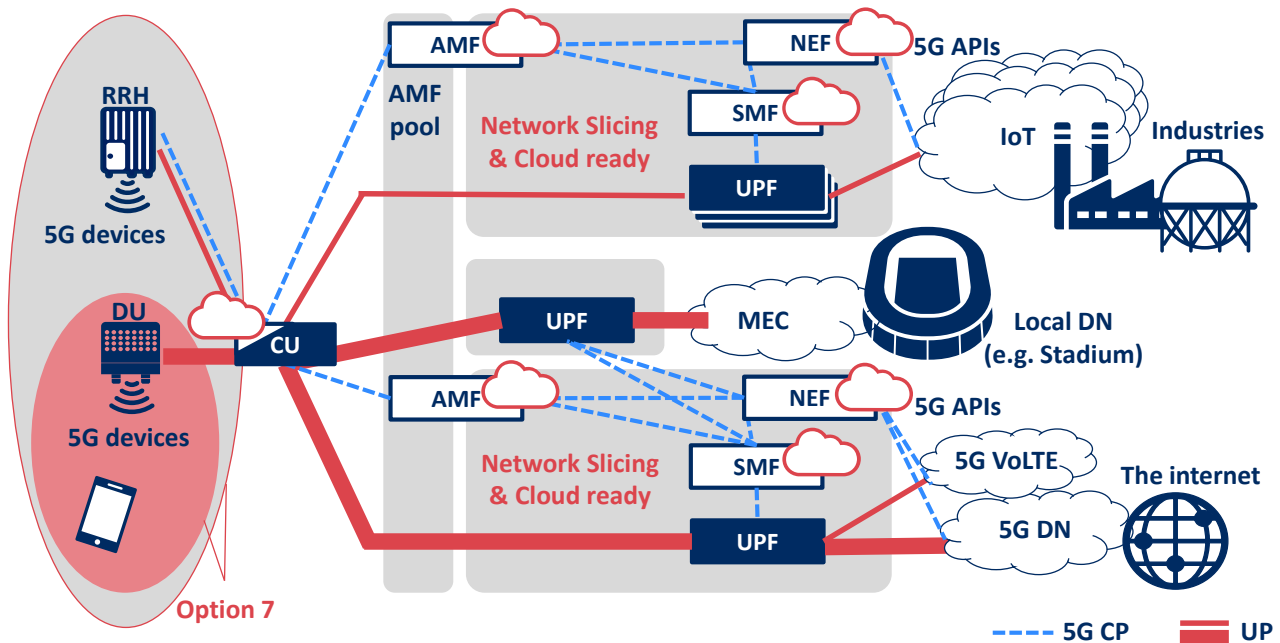 AMF
NEF
5G APIs
RRH
AMF
pool
SMF
Network Slicing
& Cloud ready
IoT
Industries
UPF
5G devices
DU
UPF
MEC
Local DN
(e.g. Stadium)
CU
AMF
NEF
5G APIs
5G devices
SMF
Network Slicing
& Cloud ready
5G VoLTE
The internet
UPF
5G DN
Option 7
5G CP
UP